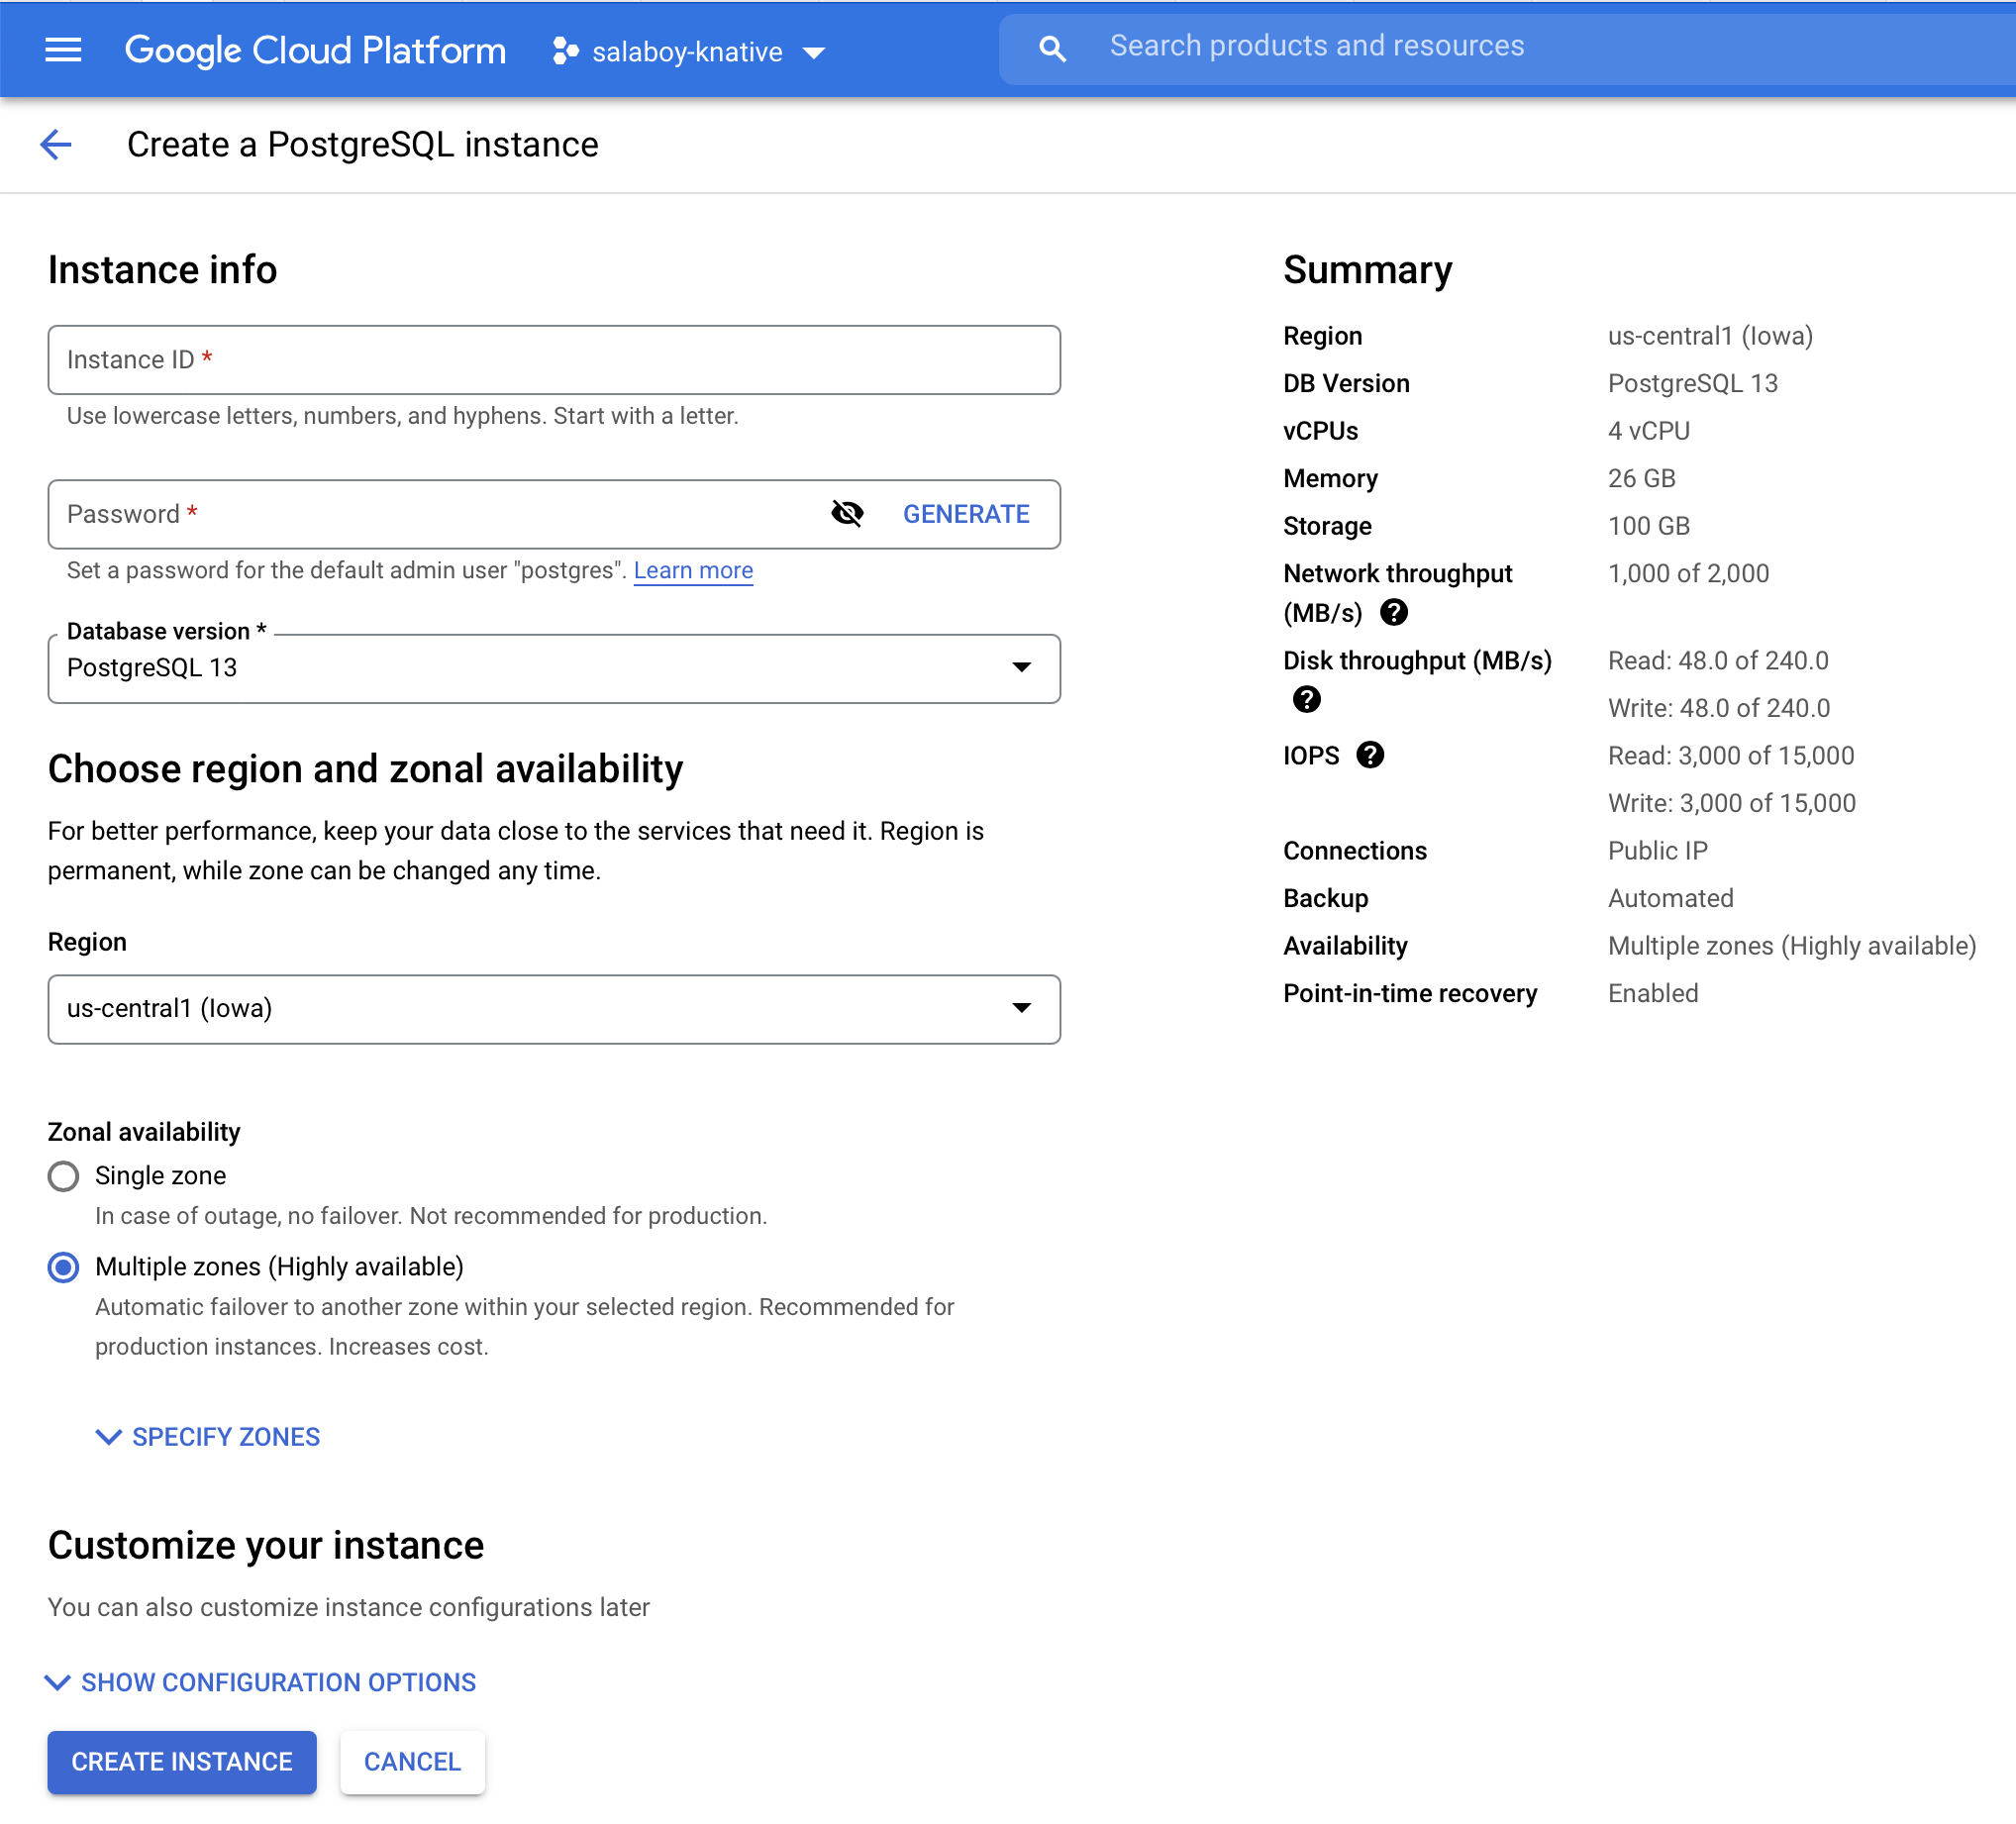 Google Cloud Platform
salaboy-knative
Search products and resources
Create a PostgreSQL instance
Instance info
Instance ID *
Use lowercase letters, numbers, and hyphens. Start with a letter.
Password *
GENERATE
Set a password for the default admin user "postgres". Learn more
Database version *
PostgreSQL 13
Choose region and zonal availability
For better performance, keep your data close to the services that need it. Region is
permanent, while zone can be changed any time.
Region
us-central1 (Iowa)
Zonal availability
Single zone
In case of outage, no failover. Not recommended for production.
Multiple zones (Highly available)
Automatic failover to another zone within your selected region. Recommended for
production instances. Increases cost.
SPECIFY ZONES
Customize your instance
You can also customize instance configurations later
SHOW CONFIGURATION OPTIONS
CREATE INSTANCE
CANCEL
Summary
Region us-central1 (Iowa)
DB Version PostgreSQL 13
vCPUs 4 vCPU
Memory 26 GB
Storage 100 GB
Network throughput 1,000 of 2,000
(MB/s) ?
Disk throughput (MB/s) Read: 48.0 of 240.0
? Write: 48.0 of 240.0
IOPS ? Read: 3,000 of 15,000
Write: 3,000 of 15,000
Connections Public IP
Backup Automated
Availability Multiple zones (Highly available)
Point-in-time recovery Enabled